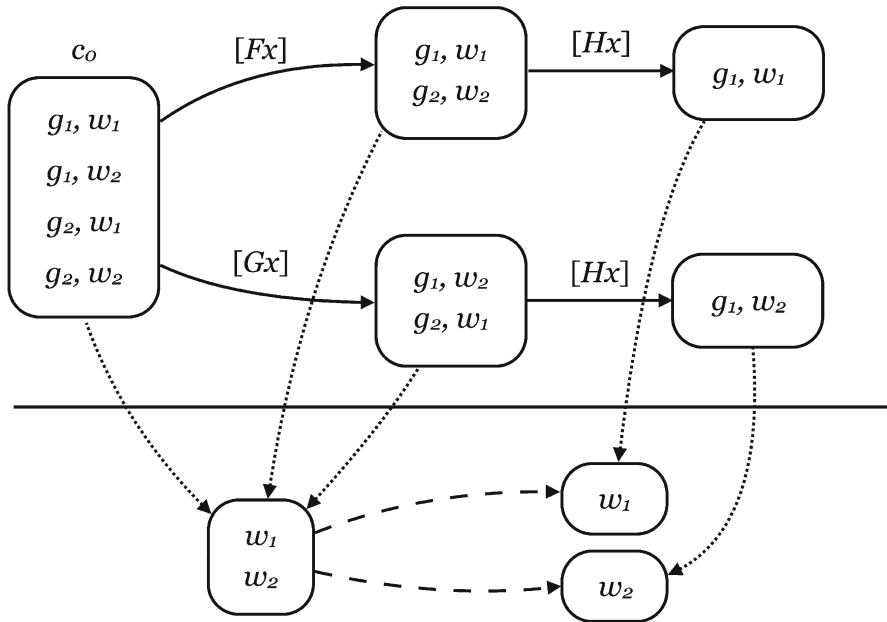 c₀
[Fx]
g₁, w₁
g₂, w₂
[Hx]
g₁, w₁
g₁, w₁
g₁, w₂
g₂, w₁
g₂, w₂
[Gx]
g₁, w₂
g₂, w₁
[Hx]
g₁, w₂
w₁
w₂
w₁
w₂